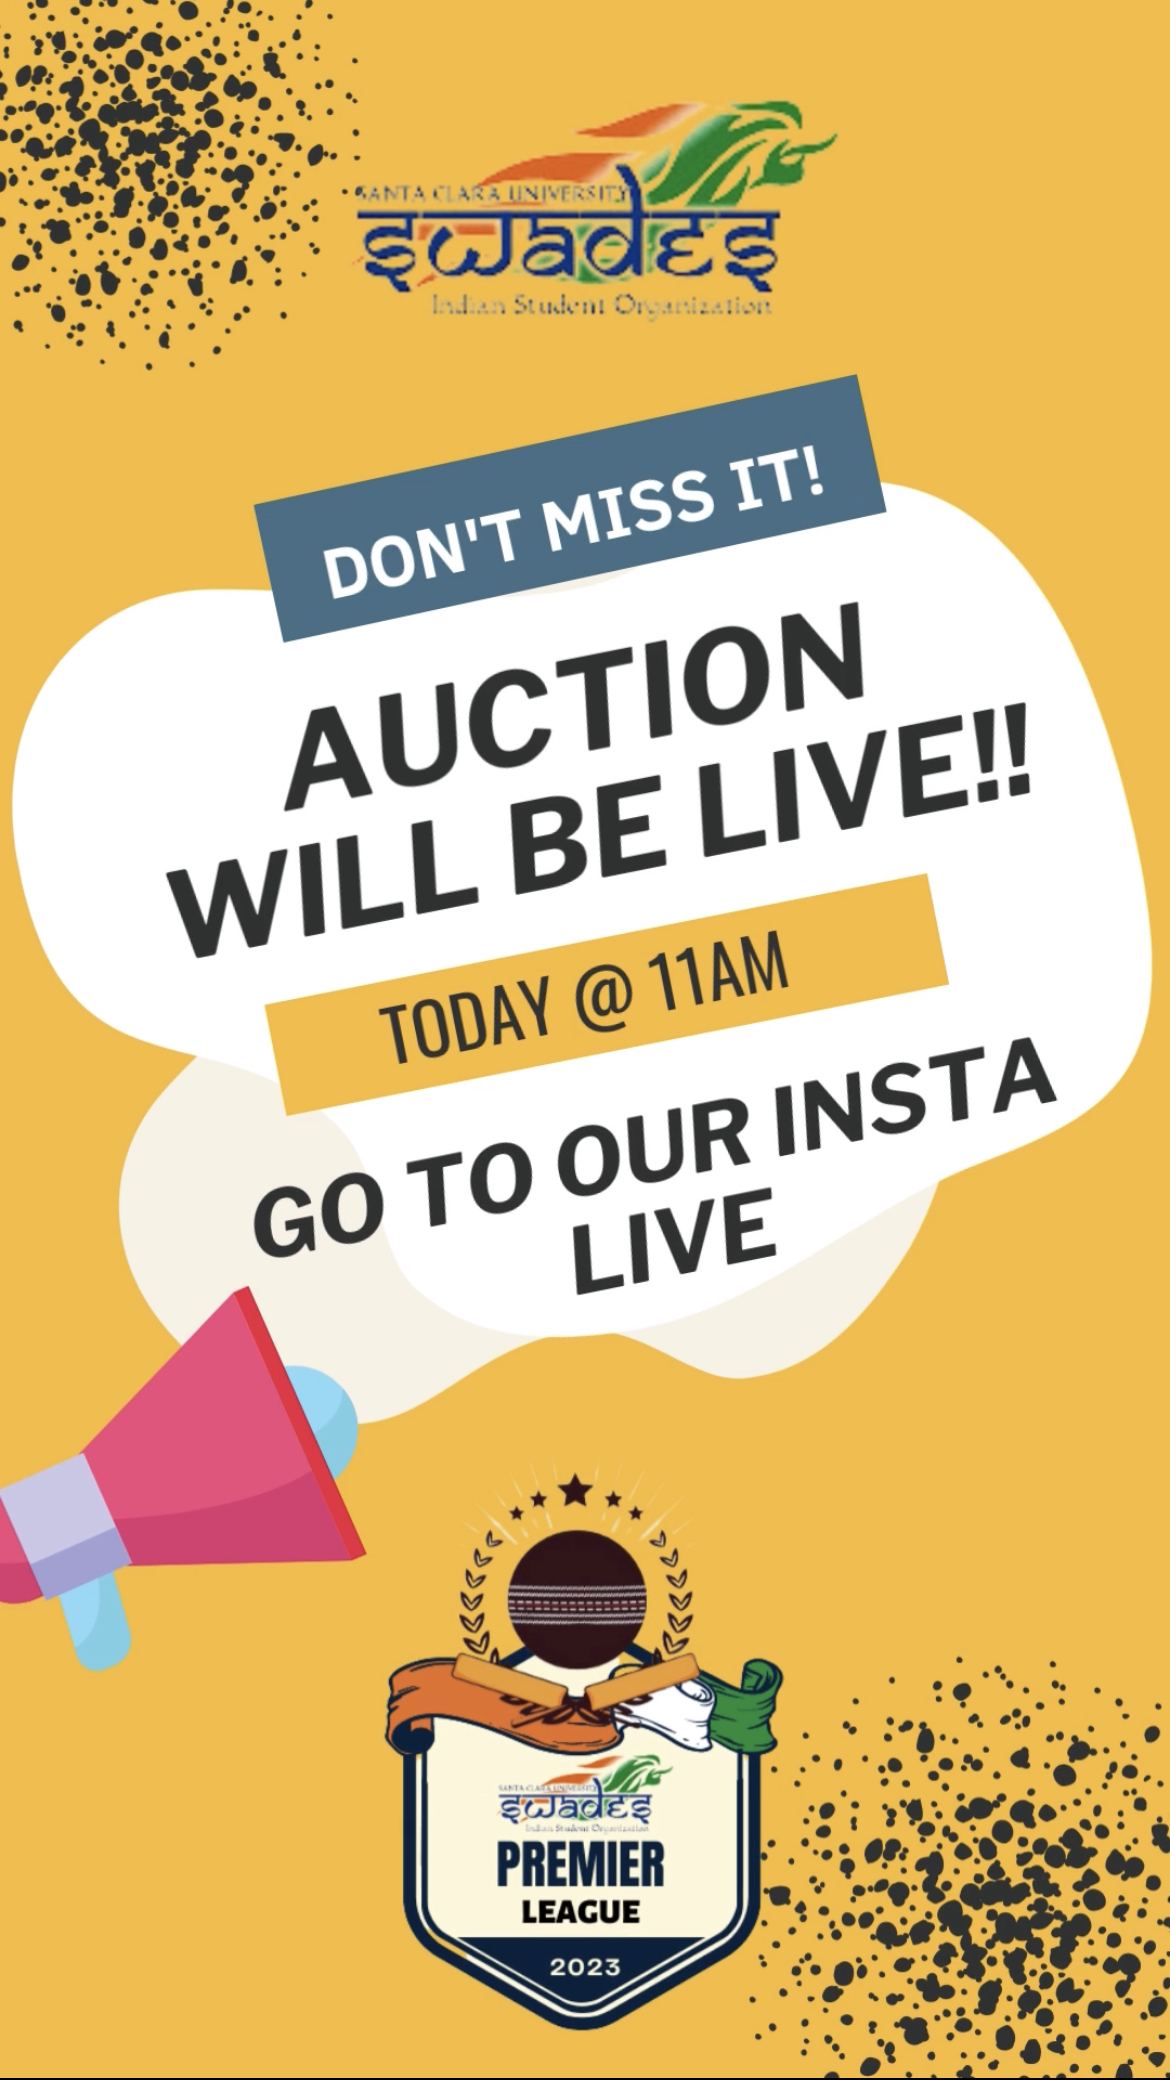 SANTA CLARA UNIVERSITY
swades
Indian Student Organization
DON'T MISS IT!
AUCTION
WILL BE LIVE!!
TODAY @ 11AM
GO TO OUR INSTA
LIVE
SANTA CLARA UNIVERSITY
swades
Indian Student Organization
PREMIER
LEAGUE
2023